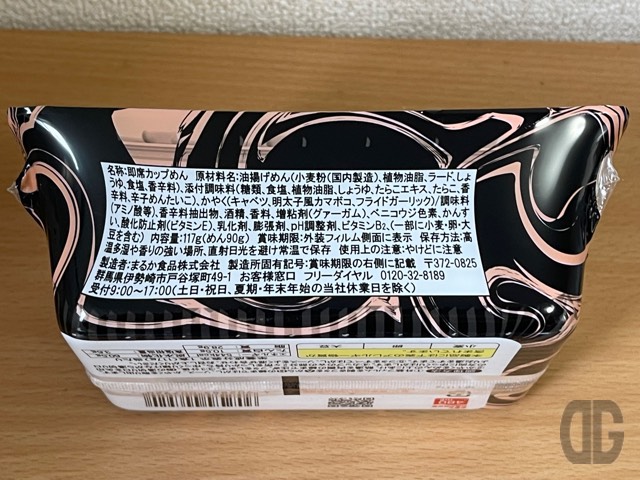 名称:即席カップめん 原材料名:油揚げめん(小麦粉(国内製造)、植物油脂、ラード、しょ
うゆ、食塩、香辛料)、添付調味料(糖類、食塩、植物油脂、しょうゆ、たらこエキス、たらこ、香
辛料、辛子めんたいこ)、かやく(キャベツ、明太子風カマボコ、フライドガーリック)/調味料
(アミノ酸等)、香辛料抽出物、酒精、香料、増粘剤(グァーガム)、ベニコウジ色素、かんす
い、酸化防止剤(ビタミンE)、乳化剤、膨張剤、pH調整剤、ビタミンB₂、(一部に小麦・卵・大
豆を含む) 内容量:117g(めん90g) 賞味期限:外装フィルム側面に表示 保存方法:高
温多湿や香りの強い場所、直射日光を避けて常温で保存 使用上の注意:やけどに注意
製造者:まるか食品株式会社 製造所固有記号:賞味期限の右側に記載 〒372-0825
群馬県伊勢崎市戸谷塚町49-1 お客様窓口 フリーダイヤル 0120-32-8189
受付9:00〜17:00(土日・祝日、夏期・年末年始の当社休業日を除く)
小麦 卵 大豆
DG